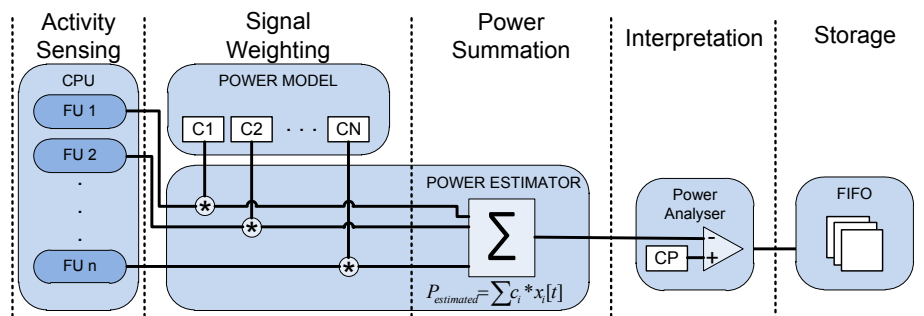 Activity
Sensing
Signal
Weighting
Power
Summation
Interpretation
Storage
CPU
FU 1
FU 2
.
.
.
FU n
POWER MODEL
C1
C2
. . .
CN
POWER ESTIMATOR
*
*
*
∑
P_estimated=∑c_i*x_i[t]
Power
Analyser
CP
-
+
FIFO